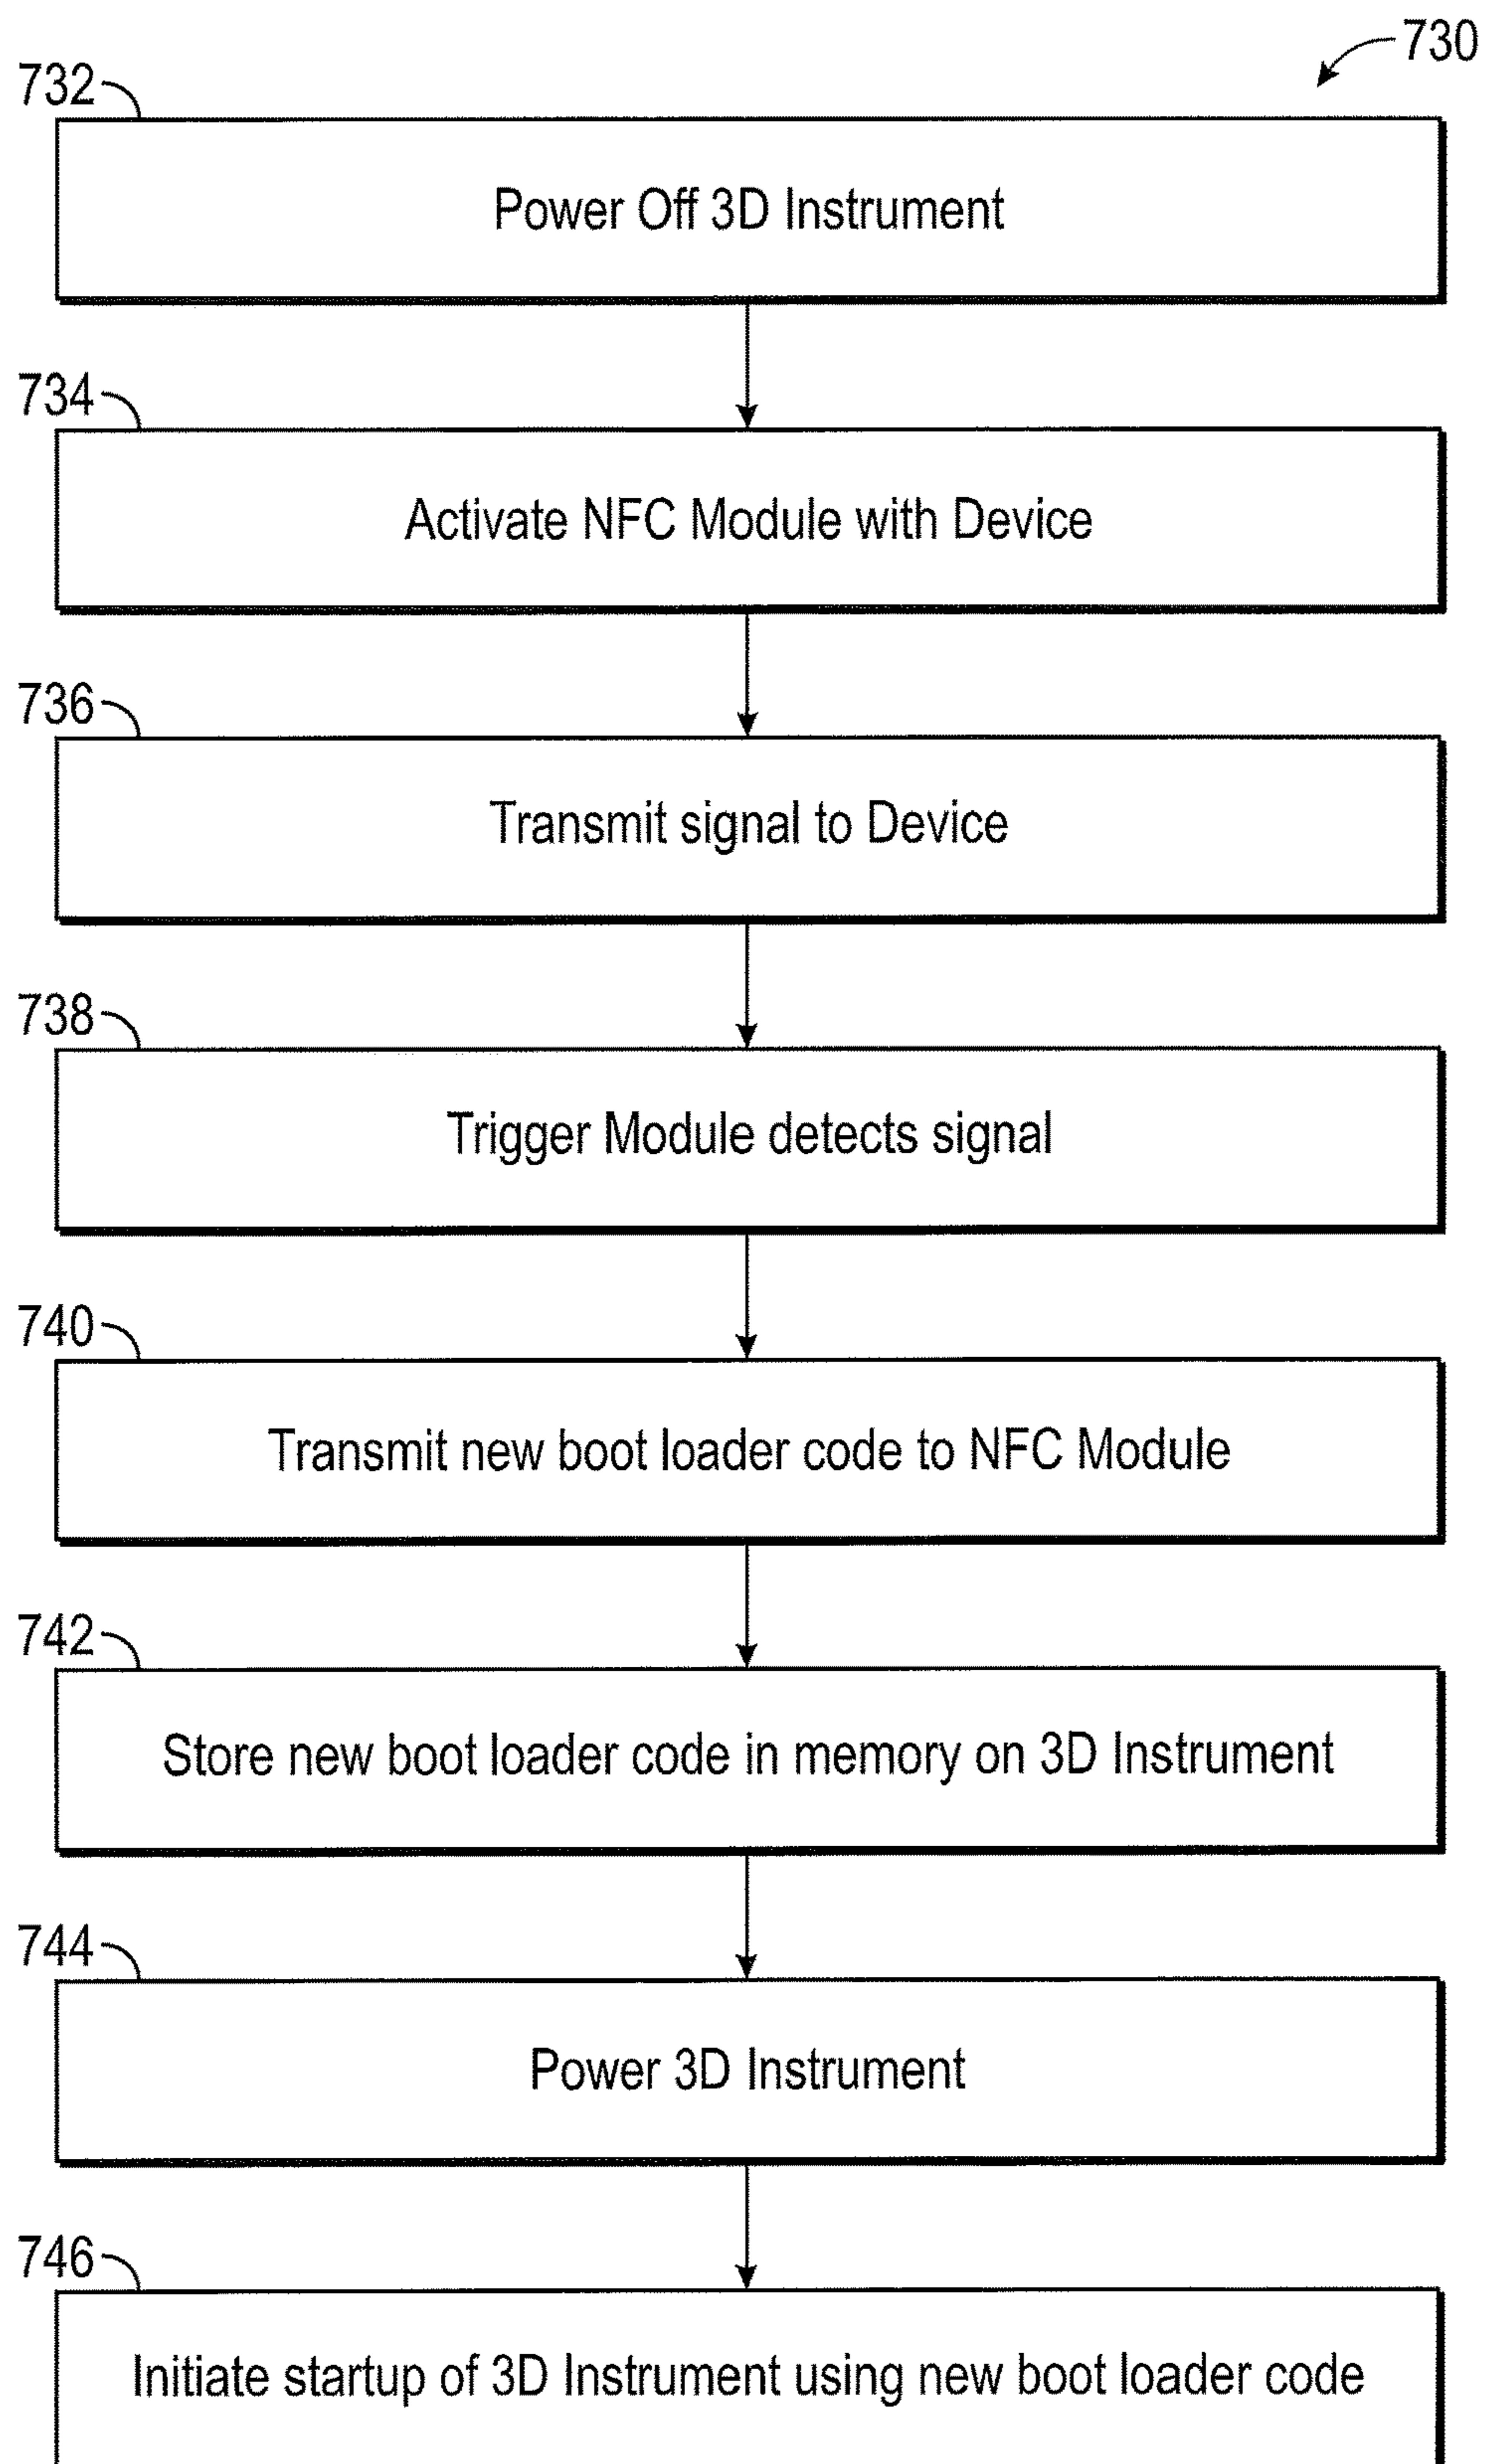 730
732
Power Off 3D Instrument
734
Activate NFC Module with Device
736
Transmit signal to Device
738
Trigger Module detects signal
740
Transmit new boot loader code to NFC Module
742
Store new boot loader code in memory on 3D Instrument
744
Power 3D Instrument
746
Initiate startup of 3D Instrument using new boot loader code